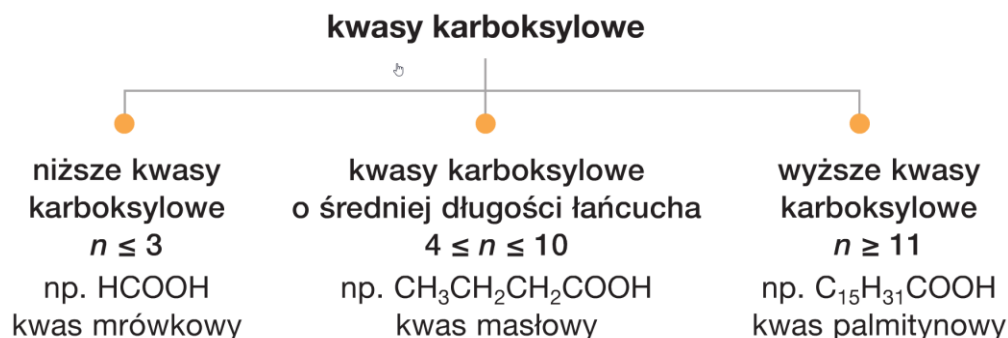 kwasy karboksylowe
niższe kwasy
karboksylowe
n ≤ 3
np. HCOOH
kwas mrówkowy
kwasy karboksylowe
o średniej długości łańcucha
4 ≤ n ≤ 10
np. CH₃CH₂CH₂COOH
kwas masłowy
wyższe kwasy
karboksylowe
n ≥ 11
np. C₁₅H₃₁COOH
kwas palmitynowy